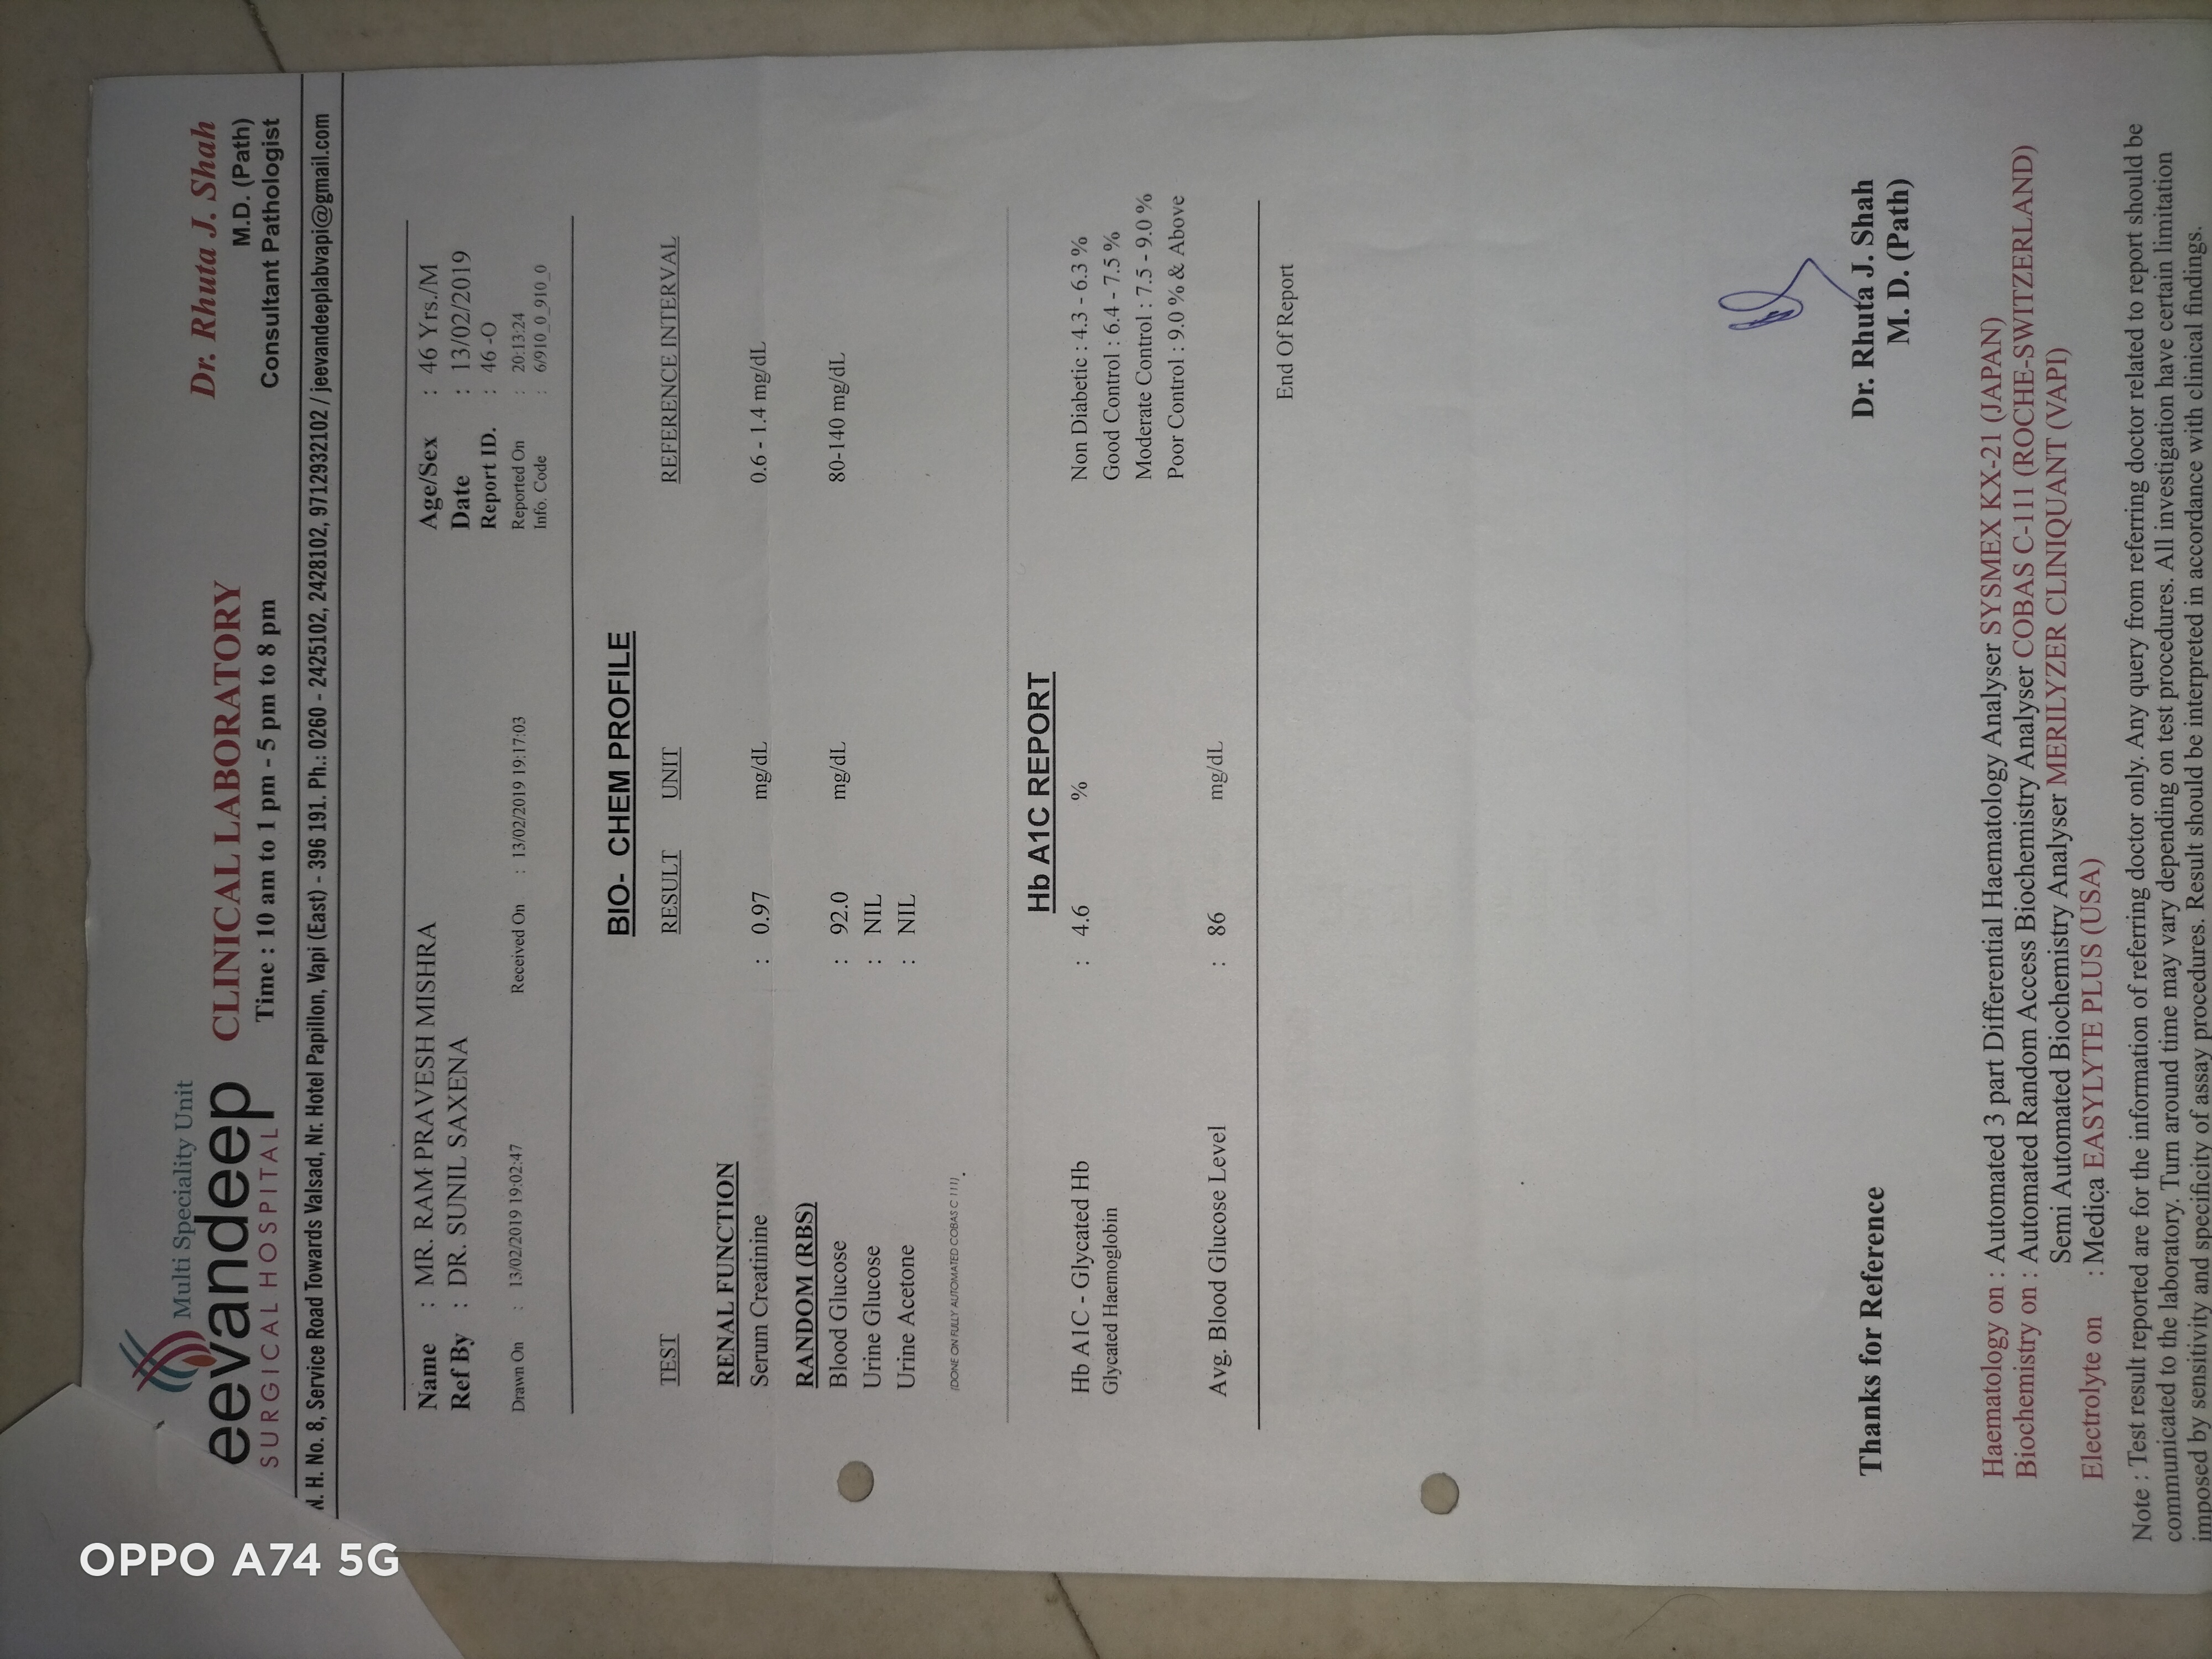 Multi Speciality Unit
eevandeep CLINICAL LABORATORY Dr. Rhuta J. Shah
SURGICAL HOSPITAL Time : 10 am to 1 pm - 5 pm to 8 pm M.D. (Path)
Consultant Pathologist
N. H. No. 8, Service Road Towards Valsad, Nr. Hotel Papillon, Vapi (East) - 396 191. Ph.: 0260 - 2425102, 2428102, 9712932102 / jeevandeeplabvapi@gmail.com
Name : MR. RAM PRAVESH MISHRA Age/Sex : 46 Yrs./M
Ref By : DR. SUNIL SAXENA Date : 13/02/2019
Report ID. : 46 -O
Drawn On : 13/02/2019 19:02:47 Received On : 13/02/2019 19:17:03 Reported On : 20:13:24
Info. Code : 6/910_0_910_0
BIO- CHEM PROFILE
TEST RESULT UNIT REFERENCE INTERVAL
RENAL FUNCTION
Serum Creatinine : 0.97 mg/dL 0.6 - 1.4 mg/dL
RANDOM (RBS)
Blood Glucose : 92.0 mg/dL 80-140 mg/dL
Urine Glucose : NIL
Urine Acetone : NIL
(DONE ON FULLY AUTOMATED COBAS C 111)
Hb A1C REPORT
Hb A1C - Glycated Hb : 4.6 % Non Diabetic : 4.3 - 6.3 %
Glycated Haemoglobin Good Control : 6.4 - 7.5 %
Moderate Control : 7.5 - 9.0 %
Poor Control : 9.0 % & Above
Avg. Blood Glucose Level : 86 mg/dL
End Of Report
Thanks for Reference Dr. Rhuta J. Shah
M. D. (Path)
Haematology on : Automated 3 part Differential Haematology Analyser SYSMEX KX-21 (JAPAN)
Biochemistry on : Automated Random Access Biochemistry Analyser COBAS C-111 (ROCHE-SWITZERLAND)
Semi Automated Biochemistry Analyser MERILYZER CLINIQUANT (VAPI)
Electrolyte on : Medica EASYLYTE PLUS (USA)
Note : Test result reported are for the information of referring doctor only. Any query from referring doctor related to report should be
communicated to the laboratory. Turn around time may vary depending on test procedures. All investigation have certain limitation
imposed by sensitivity and specificity of assay procedures. Result should be interpreted in accordance with clinical findings.
OPPO A74 5G